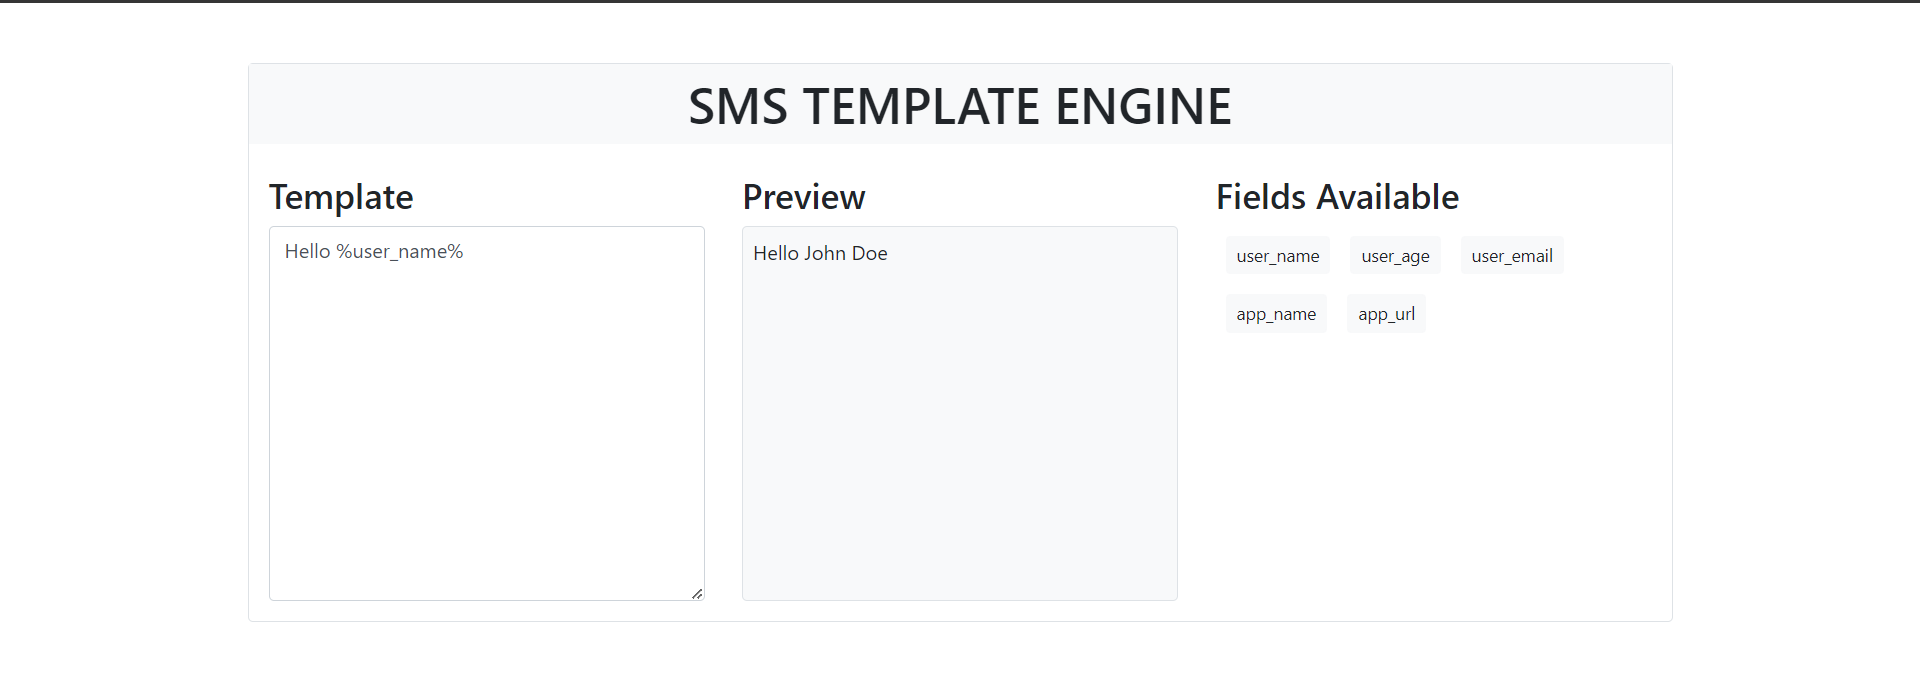 SMS TEMPLATE ENGINE
Template
Hello %user_name%
Preview
Hello John Doe
Fields Available
user_name user_age user_email
app_name app_url